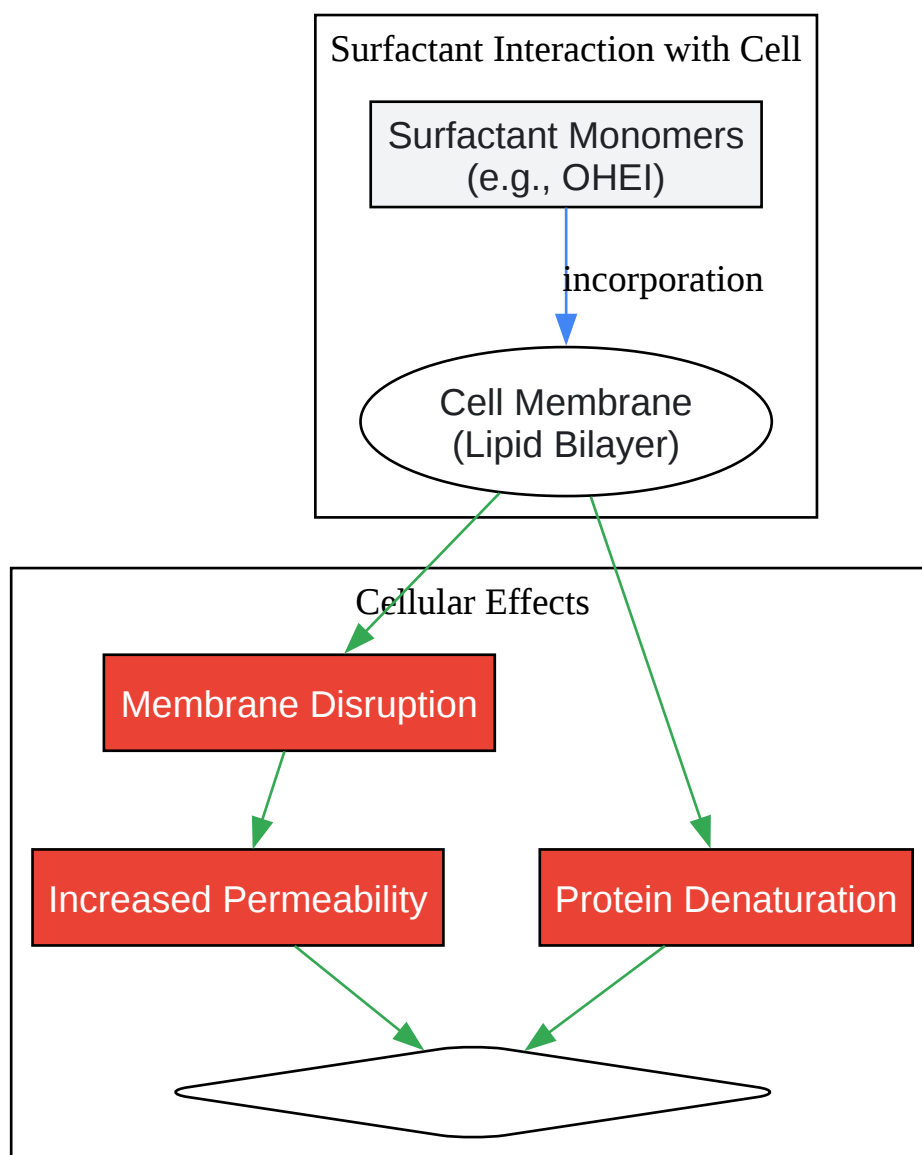 Surfactant Interaction with Cell
Surfactant Monomers
(e.g., OHEI)
incorporation
Cell Membrane
(Lipid Bilayer)
Cellular Effects
Membrane Disruption
Increased Permeability
Protein Denaturation